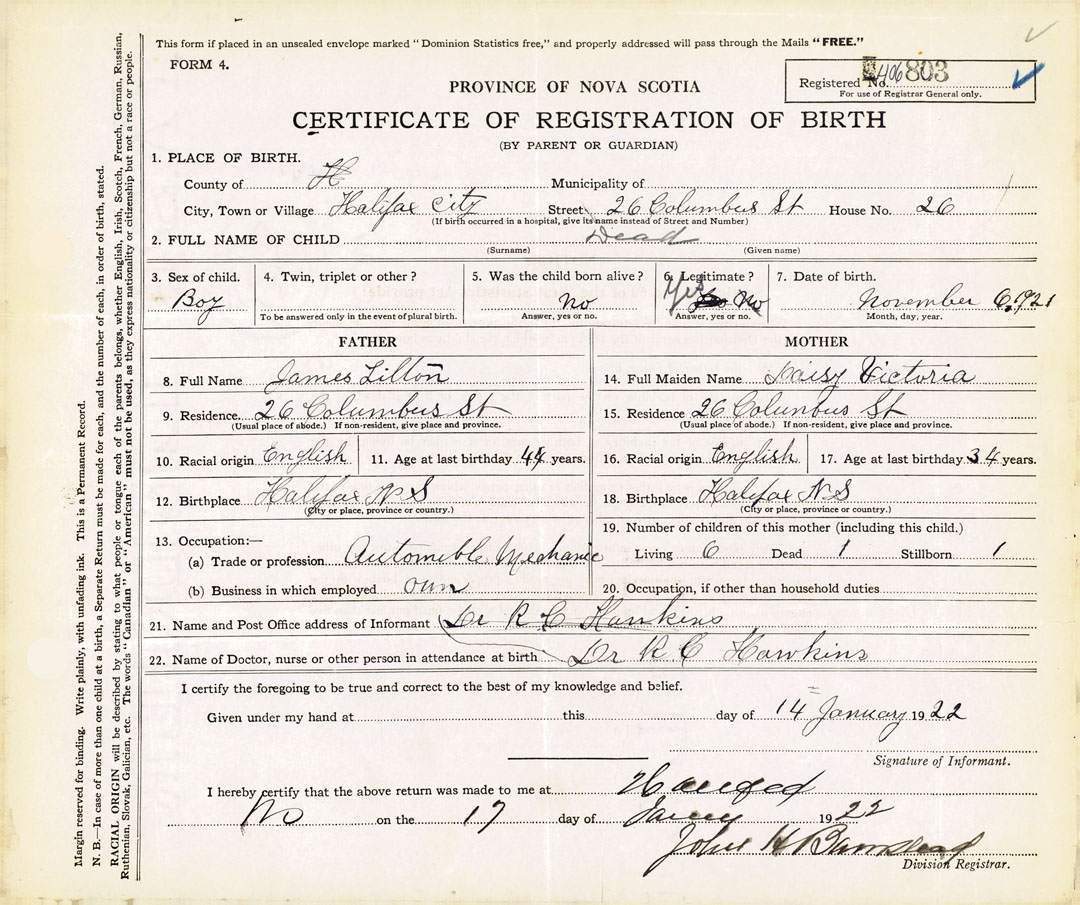 This form if placed in an unsealed envelope marked "Dominion Statistics free," and properly addressed will pass through the Mails "FREE."
FORM 4.
Registered No. 406803
For use of Registrar General only.
PROVINCE OF NOVA SCOTIA
CERTIFICATE OF REGISTRATION OF BIRTH
(BY PARENT OR GUARDIAN)
1. PLACE OF BIRTH.
County of H Municipality of
City, Town or Village Halifax City Street 26 Columbus St House No. 26
(If birth occurred in a hospital, give its name instead of Street and Number)
2. FULL NAME OF CHILD Dead
(Surname) (Given name)
3. Sex of child. 4. Twin, triplet or other? 5. Was the child born alive? 6. Legitimate? 7. Date of birth.
Boy no Yes No November 6, 1921
To be answered only in the event of plural birth. Answer, yes or no. Answer, yes or no. Month, day, year.
FATHER MOTHER
8. Full Name James Lilton 14. Full Maiden Name Daisy Victoria
9. Residence. 26 Columbus St 15. Residence 26 Columbus St
(Usual place of abode.) If non-resident, give place and province. (Usual place of abode.) If non-resident, give place and province.
10. Racial origin English 11. Age at last birthday 44 years. 16. Racial origin English 17. Age at last birthday 34 years.
12. Birthplace Halifax N S 18. Birthplace Halifax N S
(City or place, province or country.) (City or place, province or country.)
19. Number of children of this mother (including this child.)
13. Occupation:—
(a) Trade or profession Automoble Mechanic Living 6 Dead 1 Stillborn 1
(b) Business in which employed own 20. Occupation, if other than household duties
21. Name and Post Office address of Informant Dr R C Hawkins
22. Name of Doctor, nurse or other person in attendance at birth Dr R C Hawkins
I certify the foregoing to be true and correct to the best of my knowledge and belief.
Given under my hand at this day of 14 January 1922
Signature of Informant.
I hereby certify that the above return was made to me at
on the 17 day of 1922
John H Barnstead
Division Registrar.
Margin reserved for binding. Write plainly, with unfading ink. This is a Permanent Record.
N. B.—In case of more than one child at a birth, a Separate Return must be made for each, and the number of each, in order of birth, stated.
RACIAL ORIGIN will be described by stating to what people or tongue each of the parents belongs, whether English, Irish, Scotch, French, German, Russian,
Ruthenian, Slovak, Galician, etc. The words "Canadian" or "American" must not be used, as they express nationality or citizenship but not a race or people.